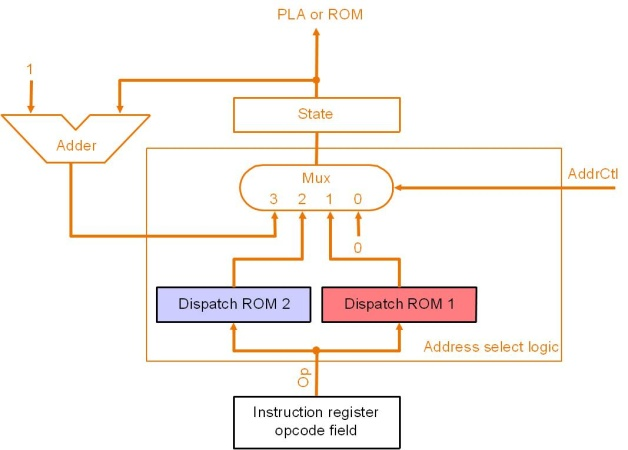 PLA or ROM
1
State
Adder
Mux
AddrCtl
3 2 1 0
0
Dispatch ROM 2
Dispatch ROM 1
Address select logic
Op
Instruction register
opcode field